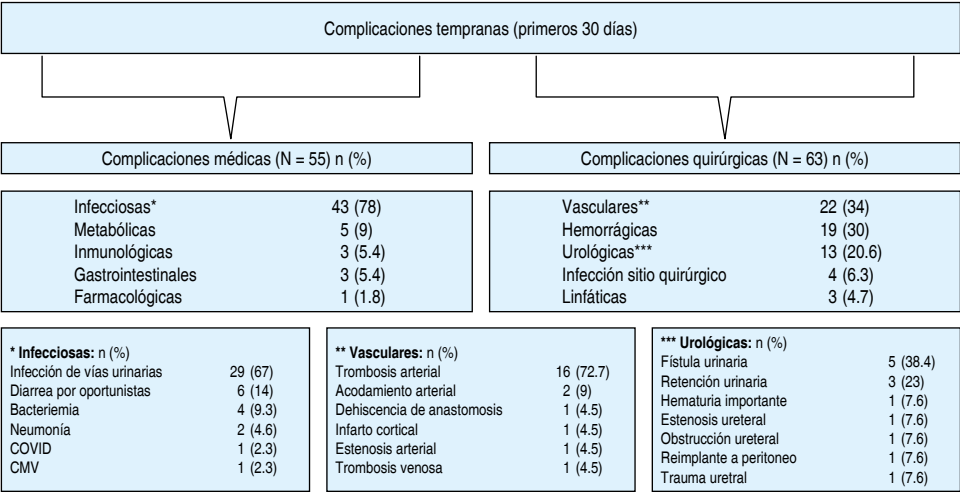 Complicaciones tempranas (primeros 30 días)
Complicaciones médicas (N = 55) n (%)
Infecciosas* 43 (78)
Metabólicas 5 (9)
Inmunológicas 3 (5.4)
Gastrointestinales 3 (5.4)
Farmacológicas 1 (1.8)
Complicaciones quirúrgicas (N = 63) n (%)
Vasculares** 22 (34)
Hemorrágicas 19 (30)
Urológicas*** 13 (20.6)
Infección sitio quirúrgico 4 (6.3)
Linfáticas 3 (4.7)
* Infecciosas: n (%)
Infección de vías urinarias 29 (67)
Diarrea por oportunistas 6 (14)
Bacteriemia 4 (9.3)
Neumonía 2 (4.6)
COVID 1 (2.3)
CMV 1 (2.3)
** Vasculares: n (%)
Trombosis arterial 16 (72.7)
Acodamiento arterial 2 (9)
Dehiscencia de anastomosis 1 (4.5)
Infarto cortical 1 (4.5)
Estenosis arterial 1 (4.5)
Trombosis venosa 1 (4.5)
*** Urológicas: n (%)
Fístula urinaria 5 (38.4)
Retención urinaria 3 (23)
Hematuria importante 1 (7.6)
Estenosis ureteral 1 (7.6)
Obstrucción ureteral 1 (7.6)
Reimplante a peritoneo 1 (7.6)
Trauma uretral 1 (7.6)